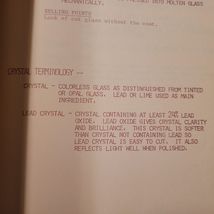 MECHANICALLY.
MOLTEN GLASS
SELLING POINTS
Look of cut glass without the cost.
CRYSTAL TERMINOLOGY --
CRYSTAL - COLORLESS GLASS AS DISTINGUISHED FROM TINTED
OR OPAL GLASS. LEAD OR LIME USED AS MAIN
INGREDIENT.
LEAD CRYSTAL - CRYSTAL CONTAINING AT LEAST LEAD
OXIDE. LEAD OXIDE GIVES CRYSTAL CLARITY
AND BRILLIANCE. THIS CRYSTAL IS SOFTER
THAN CRYSTAL NOT CONTAINING LEAD SO
LEAD CRYSTAL IS EASY TO CUT. IT ALSO
REFLECTS LIGHT WELL WHEN POLISHED.